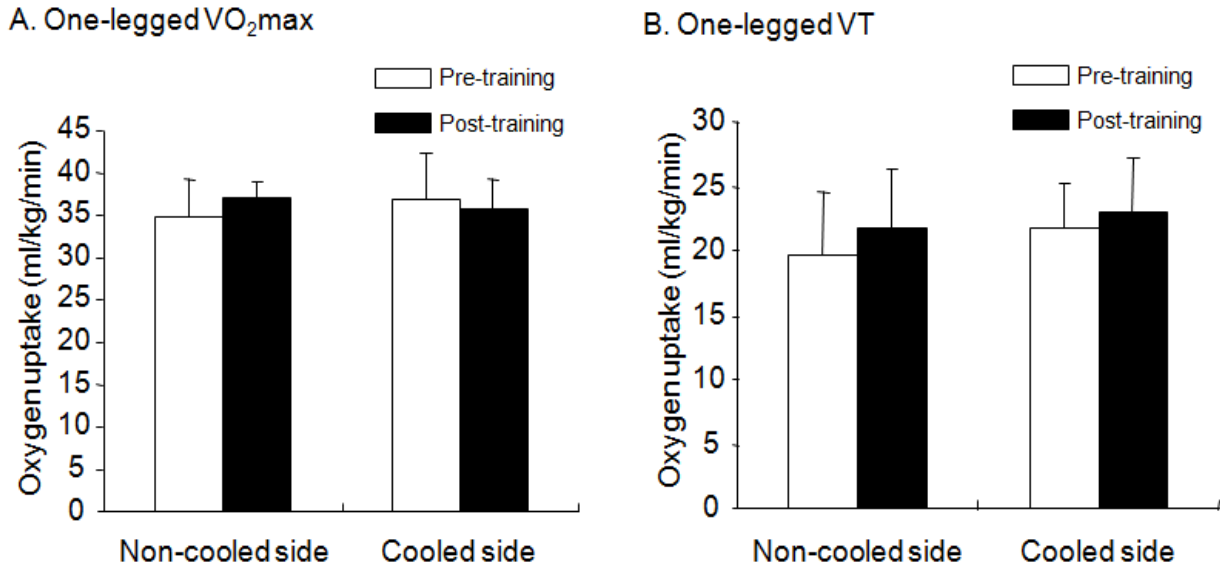 A. One-legged VO₂max
Pre-training
Post-training
45
40
35
30
25
20
15
10
5
0
Oxygen uptake (ml/kg/min)
Non-cooled side
Cooled side
B. One-legged VT
Pre-training
Post-training
30
25
20
15
10
5
0
Oxygen uptake (ml/kg/min)
Non-cooled side
Cooled side